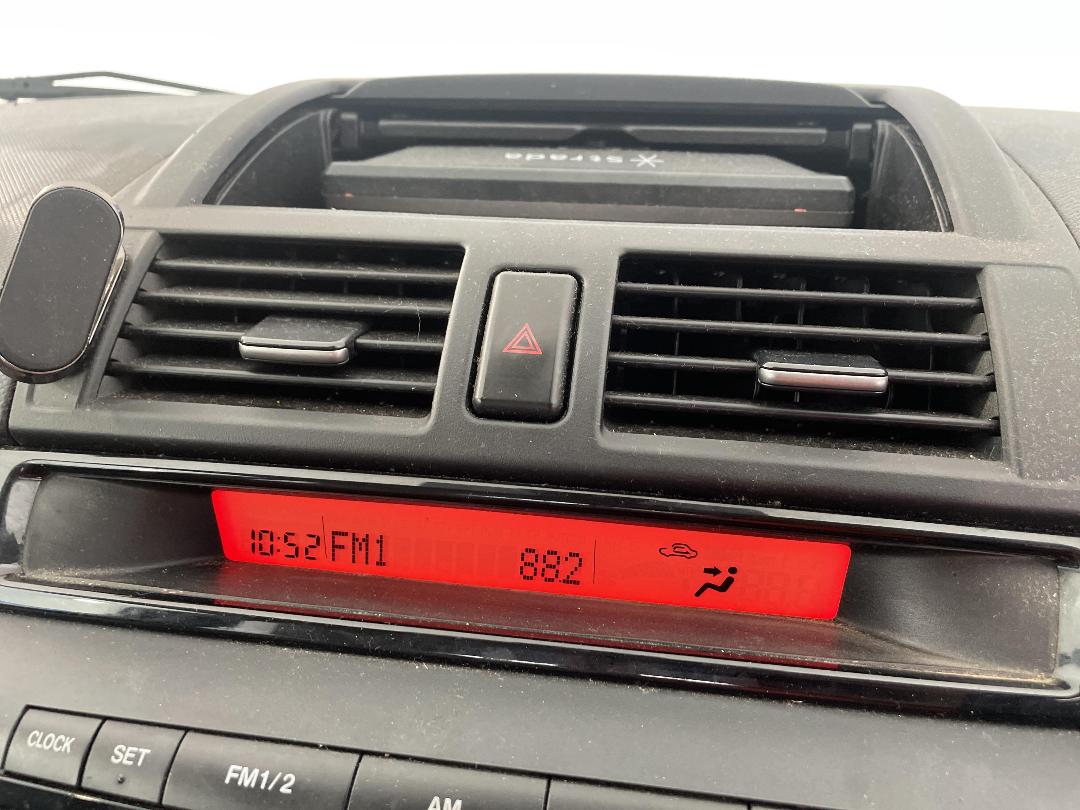 strada
10:52 FM1 882
CLOCK
SET
FM1/2
AM